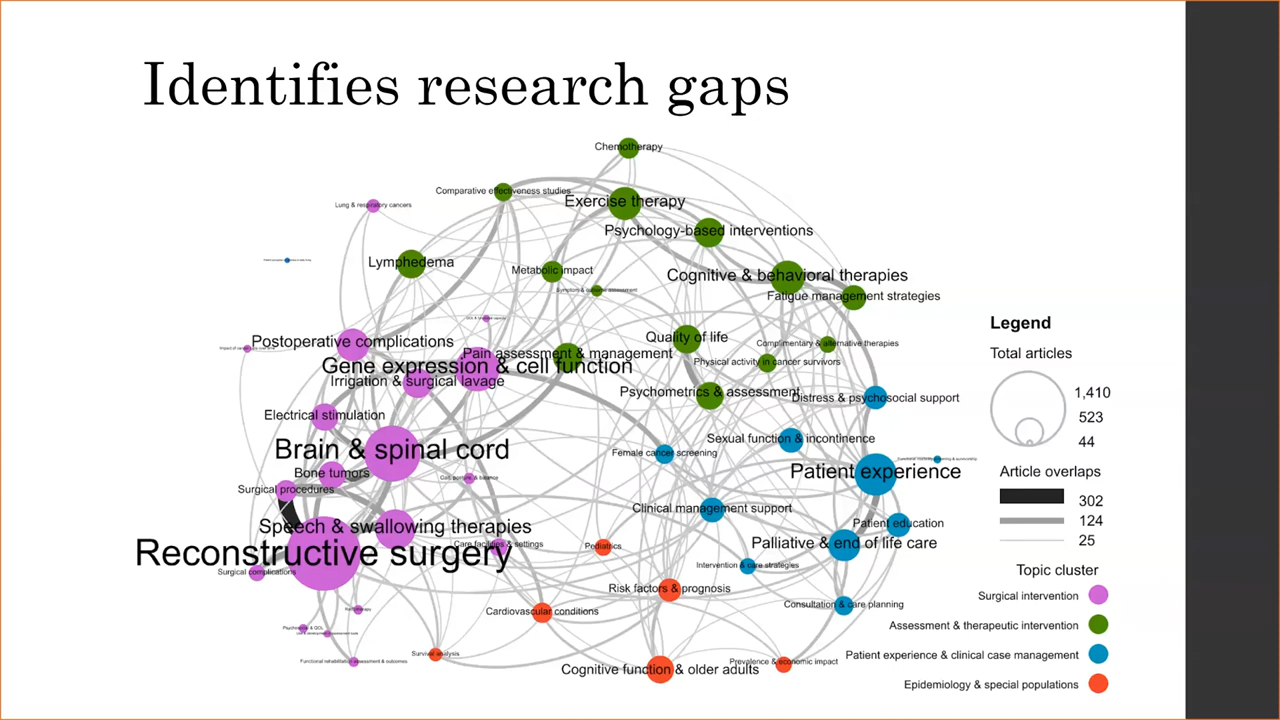 Identifies research gaps
Chemotherapy
Comparative effectiveness studies
Exercise therapy
Lung & respiratory cancers
Psychology-based interventions
Lymphedema
Metabolic impact
Cognitive & behavioral therapies
Symptom & outcome assessment
Fatigue management strategies
Postoperative complications
Quality of life
Complimentary & alternative therapies
Pain assessment & management
Gene expression & cell function
Physical activity in cancer survivors
Irrigation & surgical lavage
Psychometrics & assessment
Distress & psychosocial support
Electrical stimulation
Sexual function & incontinence
Brain & spinal cord
Female cancer screening
Patient experience
Bone tumors
Gait, posture, & balance
Surgical procedures
Clinical management support
Speech & swallowing therapies
Patient education
Care facilities & settings
Pediatrics
Palliative & end of life care
Reconstructive surgery
Intervention & care strategies
Surgical complications
Risk factors & prognosis
Consultation & care planning
Cardiovascular conditions
Psychosocial & QOL
Survival analysis
Functional rehabilitation assessment & outcomes
Cognitive function & older adults
Prevalence & economic impact
Legend
Total articles
1,410
523
44
Article overlaps
302
124
25
Topic cluster
Surgical intervention
Assessment & therapeutic intervention
Patient experience & clinical case management
Epidemiology & special populations